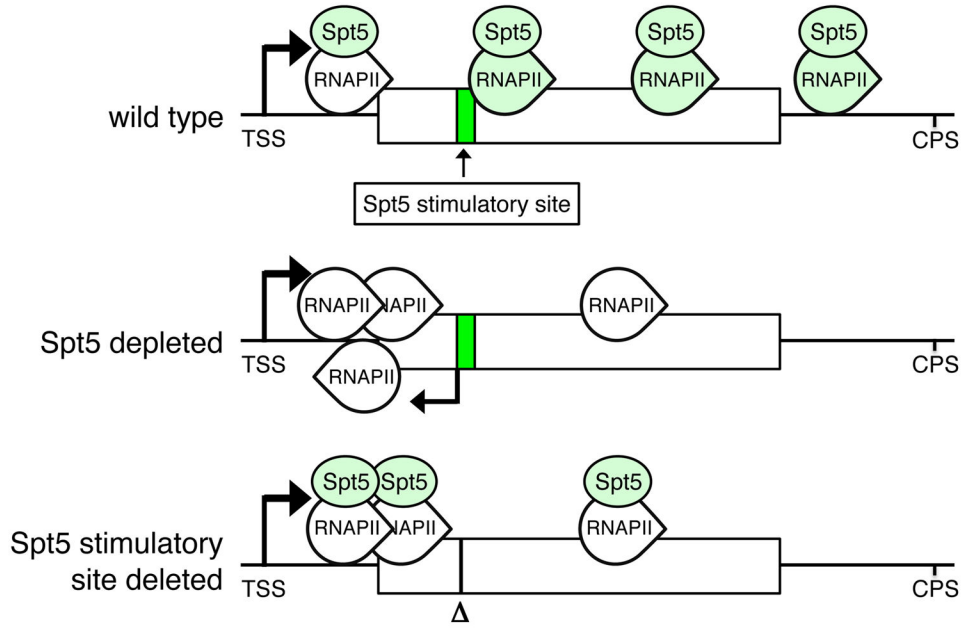 Spt5 Spt5 Spt5 Spt5
RNAPII RNAPII RNAPII RNAPII
wild type
TSS CPS
Spt5 stimulatory site
RNAPII NAPII RNAPII
Spt5 depleted
TSS CPS
RNAPII
Spt5 Spt5 Spt5
RNAPII NAPII RNAPII
Spt5 stimulatory
site deleted
TSS CPS
Δ